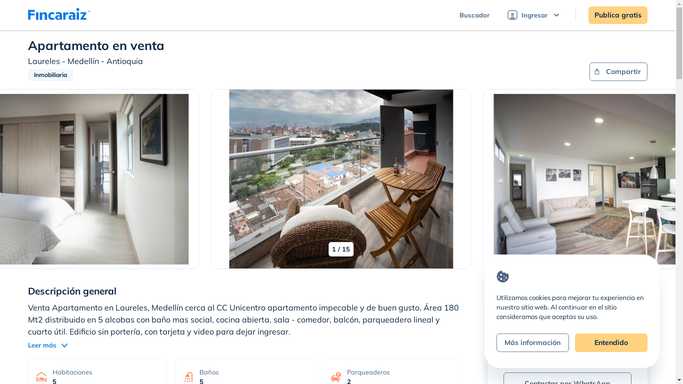 Fincaraiz
Buscador
Ingresar
Publica gratis
Apartamento en venta
Laureles - Medellín - Antioquia
Inmobiliaria
Compartir
1 / 15
Descripción general
Venta Apartamento en Laureles, Medellín cerca al CC Unicentro apartamento impecable y de buen gusto. Área 180
Mt2 distribuido en 5 alcobas con baño mas social, cocina abierta, sala - comedor, balcón, parqueadero lineal y
cuarto útil. Edificio sin portería, con tarjeta y video para dejar ingresar.
Leer más
Habitaciones
5
Baños
5
Parqueaderos
2
Utilizamos cookies para mejorar tu experiencia en
nuestro sitio web. Al continuar en el sitio
consideramos que aceptas su uso.
Más información
Entendido
Contactar por WhatsApp